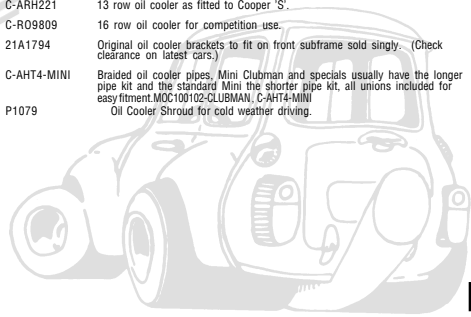 C-ARH221 13 row oil cooler as fitted to Cooper 'S'.
C-RO9809 16 row oil cooler for competition use.
21A1794 Original oil cooler brackets to fit on front subframe sold singly. (Check
clearance on latest cars.)
C-AHT4-MINI Braided oil cooler pipes, Mini Clubman and specials usually have the longer
pipe kit and the standard Mini the shorter pipe kit, all unions included for
easy fitment.MOC100102-CLUBMAN, C-AHT4-MINI
P1079 Oil Cooler Shroud for cold weather driving.